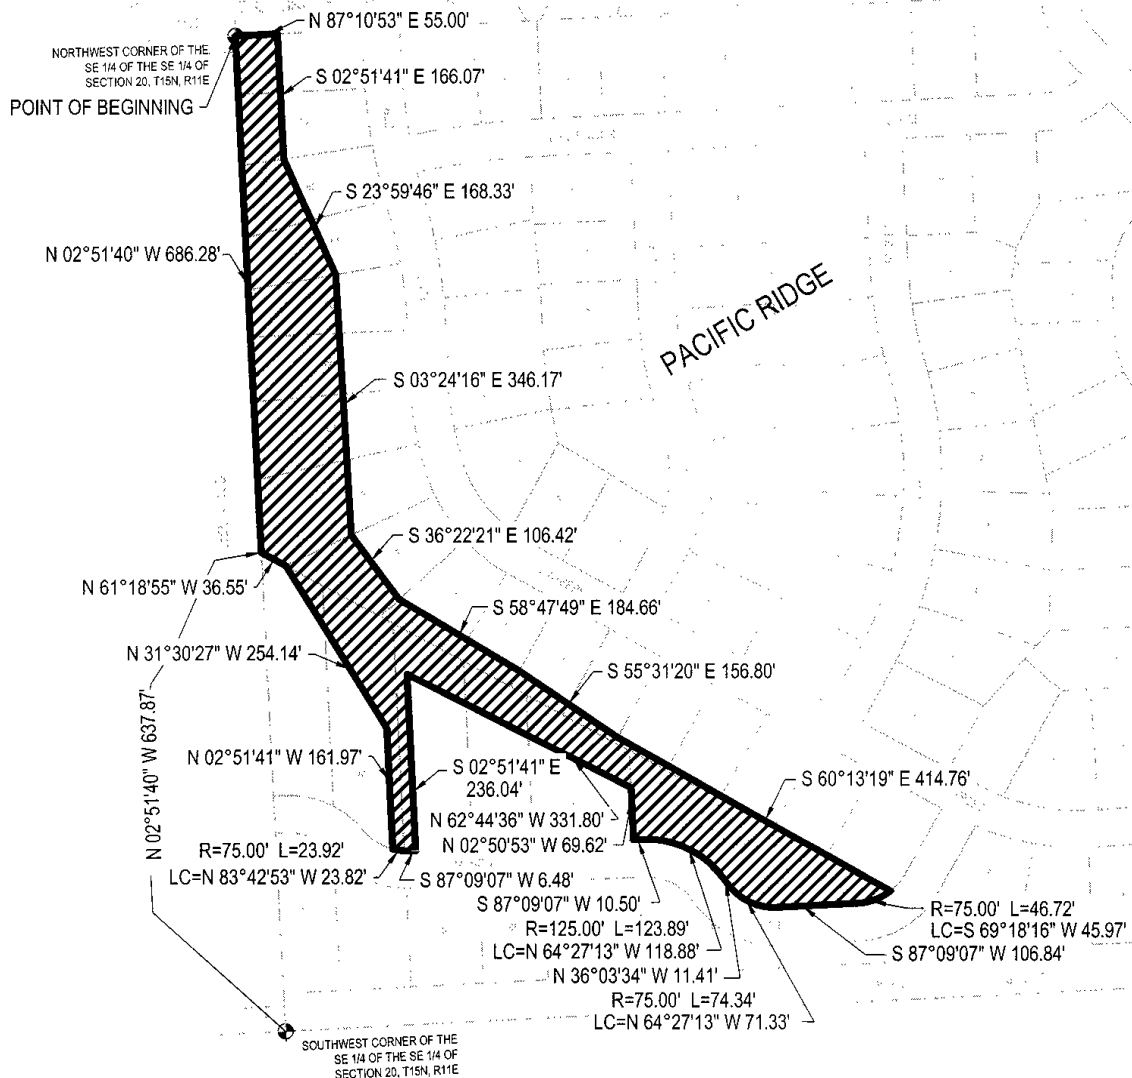 N 87°10'53" E 55.00'
NORTHWEST CORNER OF THE
SE 1/4 OF THE SE 1/4 OF
SECTION 20, T15N, R11E
POINT OF BEGINNING
S 02°51'41" E 166.07'
S 23°59'46" E 168.33'
N 02°51'40" W 686.28'
PACIFIC RIDGE
S 03°24'16" E 346.17'
S 36°22'21" E 106.42'
N 61°18'55" W 36.55'
S 58°47'49" E 184.66'
N 31°30'27" W 254.14'
S 55°31'20" E 156.80'
N 02°51'40" W 637.87'
N 02°51'41" W 161.97'
S 02°51'41" E
236.04'
S 60°13'19" E 414.76'
N 62°44'36" W 331.80'
N 02°50'53" W 69.62'
R=75.00' L=23.92'
LC=N 83°42'53" W 23.82'
S 87°09'07" W 6.48'
S 87°09'07" W 10.50'
R=75.00' L=46.72'
LC=S 69°18'16" W 45.97'
R=125.00' L=123.89'
LC=N 64°27'13" W 118.88'
S 87°09'07" W 106.84'
N 36°03'34" W 11.41'
R=75.00' L=74.34'
LC=N 64°27'13" W 71.33'
SOUTHWEST CORNER OF THE
SE 1/4 OF THE SE 1/4 OF
SECTION 20, T15N, R11E